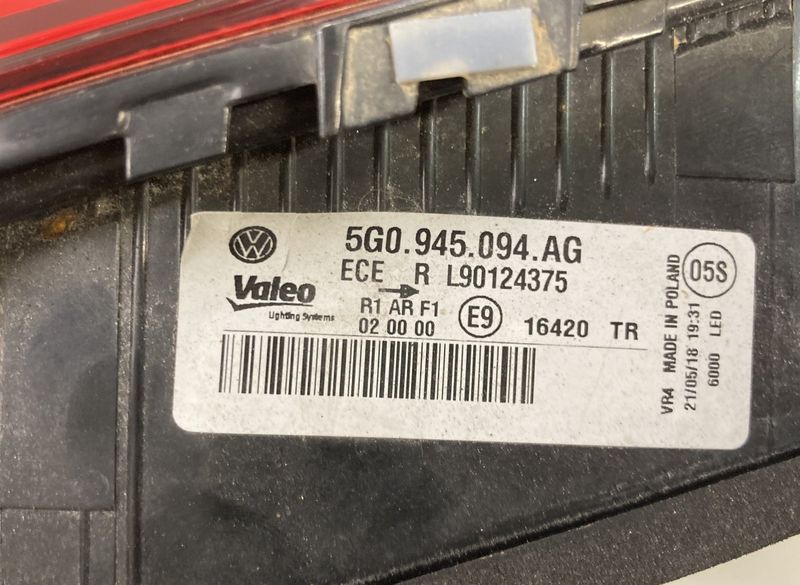 5G0.945.094.AG
ECE R L90124375
Valeo
Lighting Systems
R1 AR F1
02 00 00
E9
16420 TR
VR4 MADE IN POLAND
21/05/18 19:31
6000 LED
05S